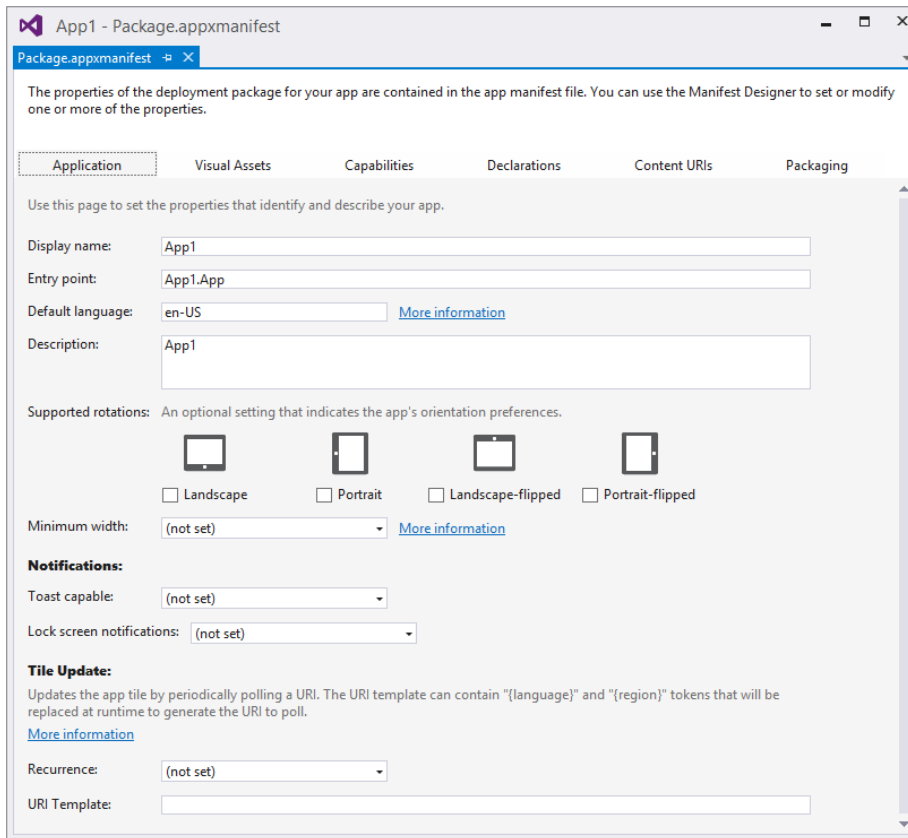 App1 - Package.appxmanifest
Package.appxmanifest
The properties of the deployment package for your app are contained in the app manifest file. You can use the Manifest Designer to set or modify
one or more of the properties.
Application Visual Assets Capabilities Declarations Content URIs Packaging
Use this page to set the properties that identify and describe your app.
Display name: App1
Entry point: App1.App
Default language: en-US More information
Description: App1
Supported rotations: An optional setting that indicates the app's orientation preferences.
Landscape Portrait Landscape-flipped Portrait-flipped
Minimum width: (not set) More information
Notifications:
Toast capable: (not set)
Lock screen notifications: (not set)
Tile Update:
Updates the app tile by periodically polling a URI. The URI template can contain "{language}" and "{region}" tokens that will be
replaced at runtime to generate the URI to poll.
More information
Recurrence: (not set)
URI Template: